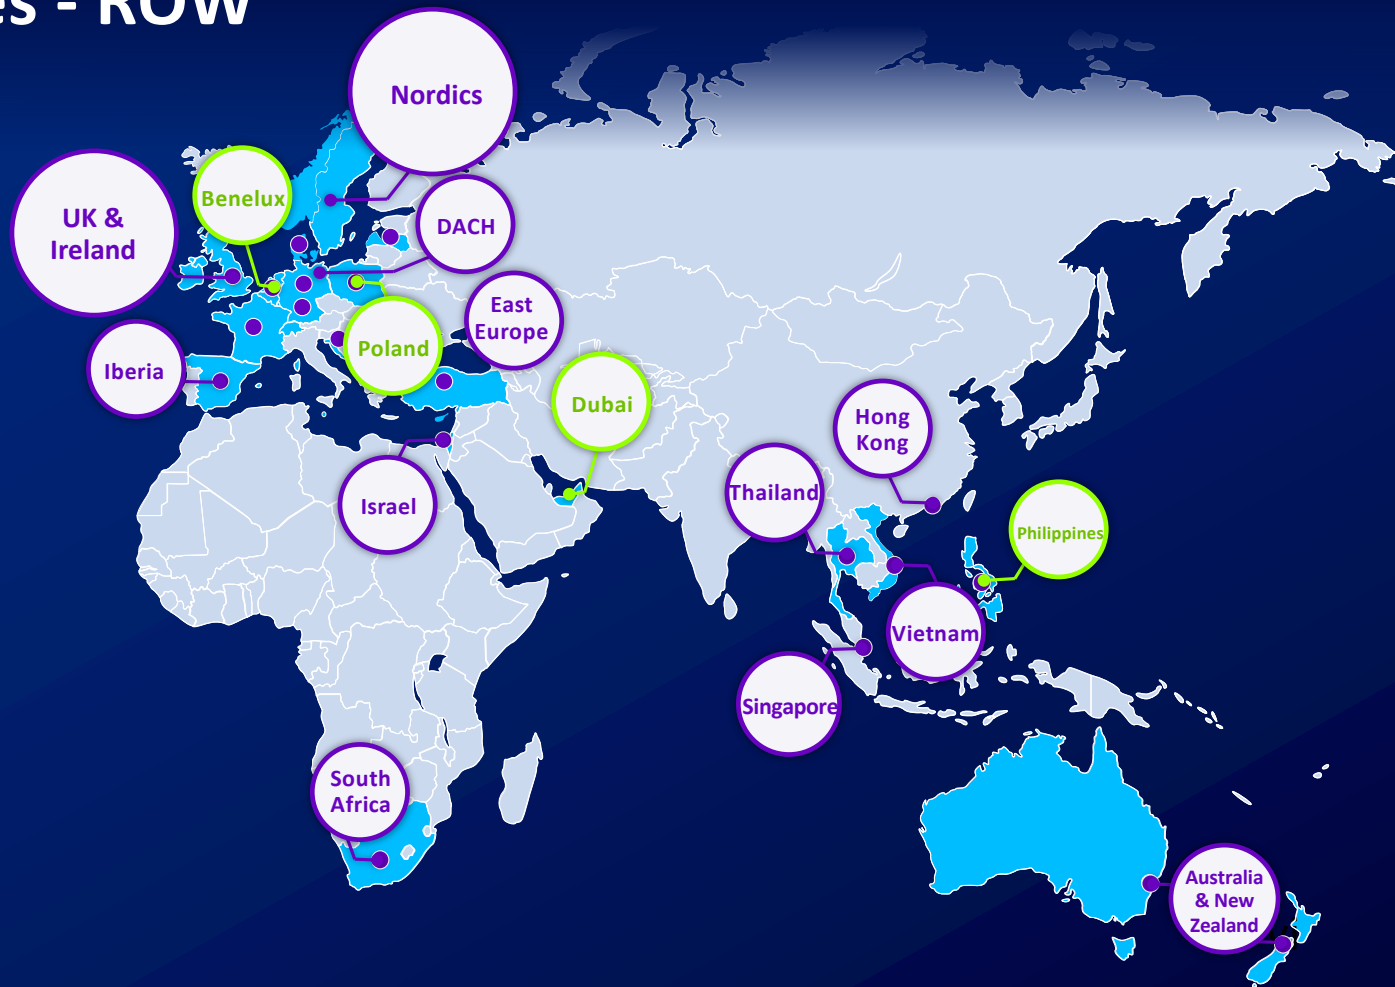 - ROW
Nordics
Benelux
UK &
Ireland
DACH
East
Europe
Poland
Iberia
Dubai
Hong
Kong
Thailand
Israel
Philippines
Vietnam
Singapore
South
Africa
Australia
& New
Zealand